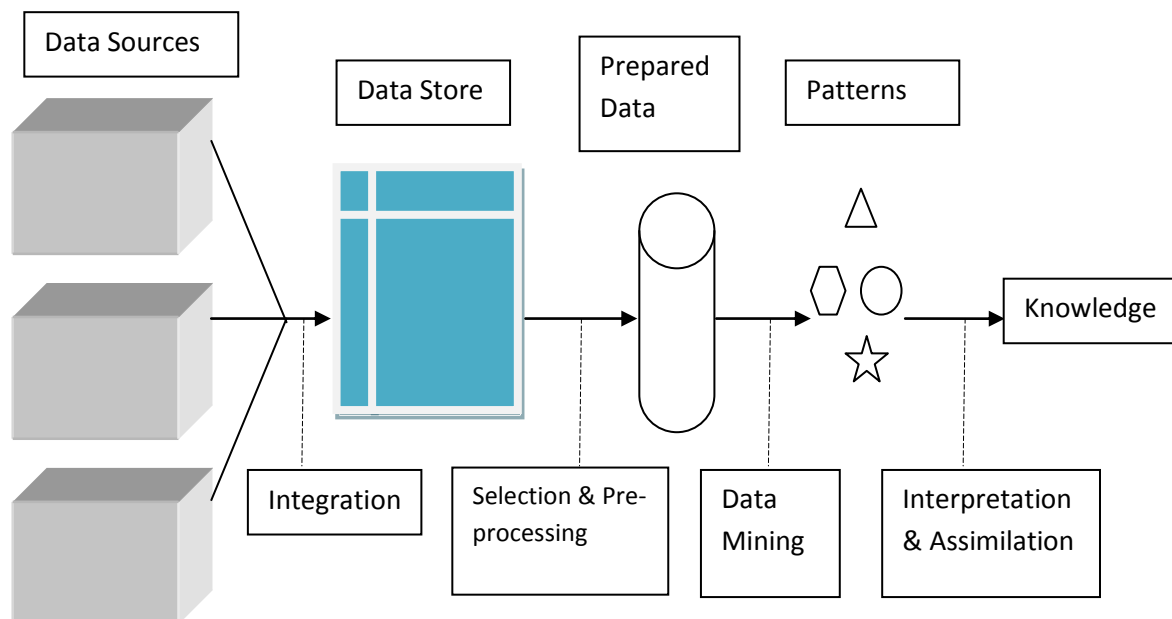 Data Sources
Data Store
Prepared
Data
Patterns
Knowledge
Integration
Selection & Pre-
processing
Data
Mining
Interpretation
& Assimilation